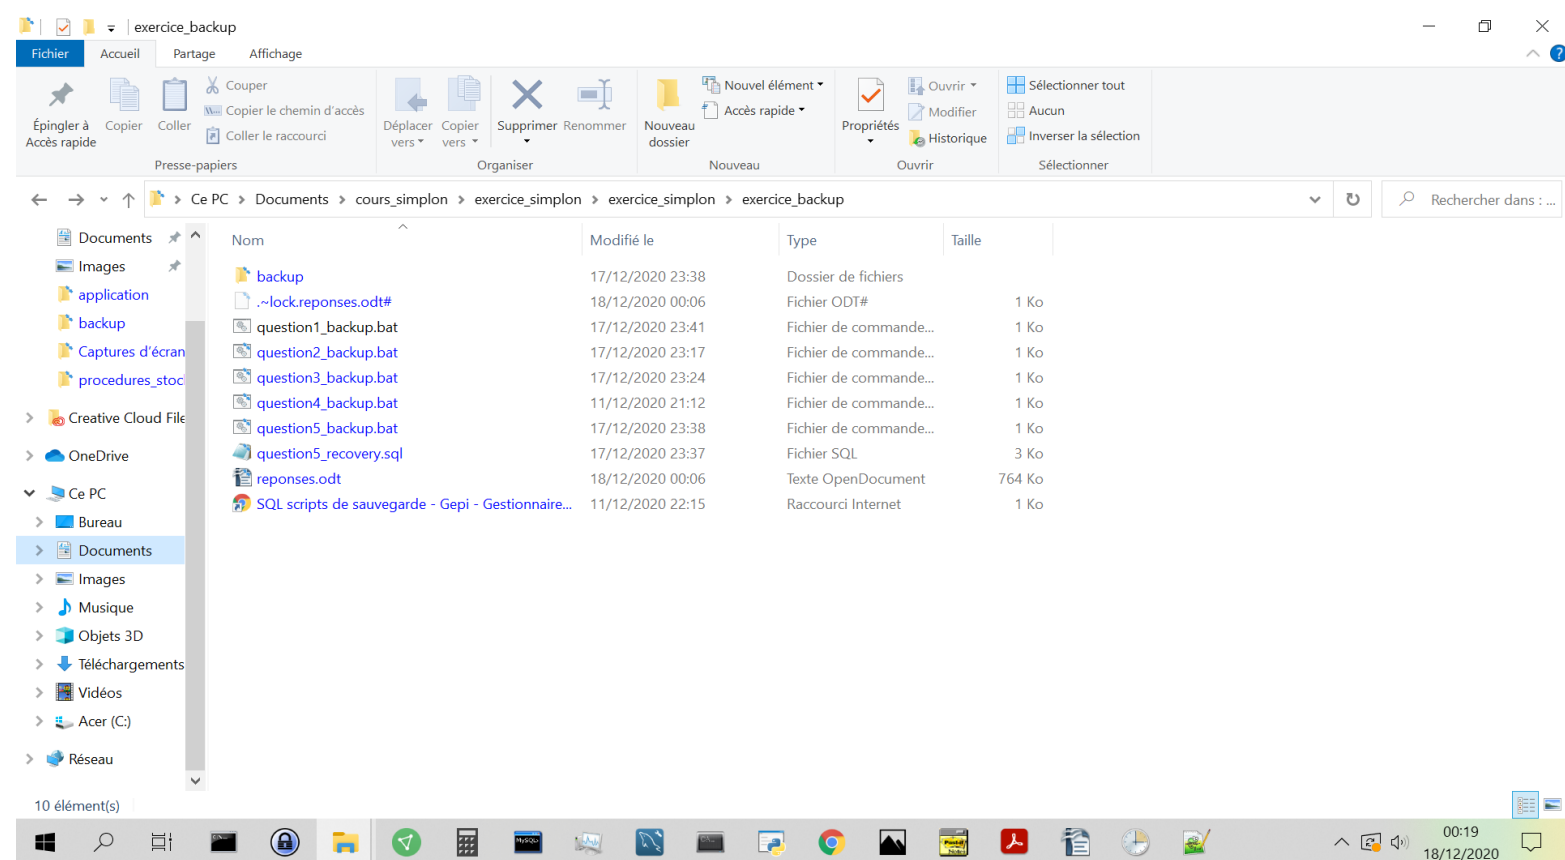 exercice_backup
Fichier Accueil Partage Affichage
?
Épingler à Accès rapide
Copier
Coller
Couper
Copier le chemin d'accès
Coller le raccourci
Déplacer vers
Copier vers
Supprimer
Renommer
Nouveau dossier
Nouvel élément
Accès rapide
Propriétés
Ouvrir
Modifier
Historique
Sélectionner tout
Aucun
Inverser la sélection
Presse-papiers Organiser Nouveau Ouvrir Sélectionner
Ce PC > Documents > cours_simplon > exercice_simplon > exercice_simplon > exercice_backup
Rechercher dans : ...
Documents
Images
application
backup
Captures d'écran
procedures_stoc
Creative Cloud File
OneDrive
Ce PC
Bureau
Documents
Images
Musique
Objets 3D
Téléchargements
Vidéos
Acer (C:)
Réseau
Nom Modifié le Type Taille
backup 17/12/2020 23:38 Dossier de fichiers
.~lock.reponses.odt# 18/12/2020 00:06 Fichier ODT# 1 Ko
question1_backup.bat 17/12/2020 23:41 Fichier de commande... 1 Ko
question2_backup.bat 17/12/2020 23:17 Fichier de commande... 1 Ko
question3_backup.bat 17/12/2020 23:24 Fichier de commande... 1 Ko
question4_backup.bat 11/12/2020 21:12 Fichier de commande... 1 Ko
question5_backup.bat 17/12/2020 23:38 Fichier de commande... 1 Ko
question5_recovery.sql 17/12/2020 23:37 Fichier SQL 3 Ko
reponses.odt 18/12/2020 00:06 Texte OpenDocument 764 Ko
SQL scripts de sauvegarde - Gepi - Gestionnaire... 11/12/2020 22:15 Raccourci Internet 1 Ko
10 élément(s)
MySQL
00:19
18/12/2020